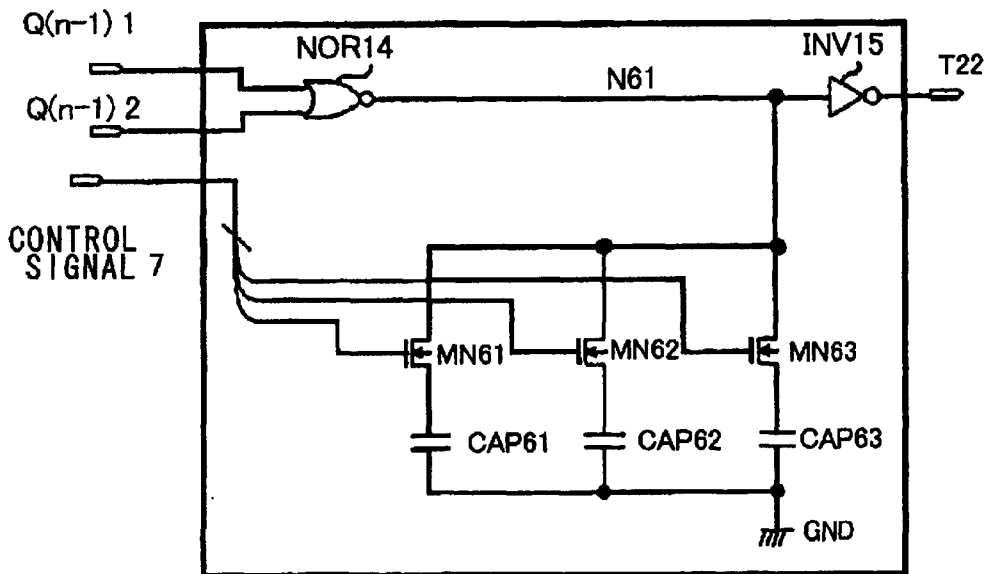 Q(n-1) 1
NOR14
INV15
N61
T22
Q(n-1) 2
CONTROL
SIGNAL 7
MN61
MN62
MN63
CAP61
CAP62
CAP63
GND